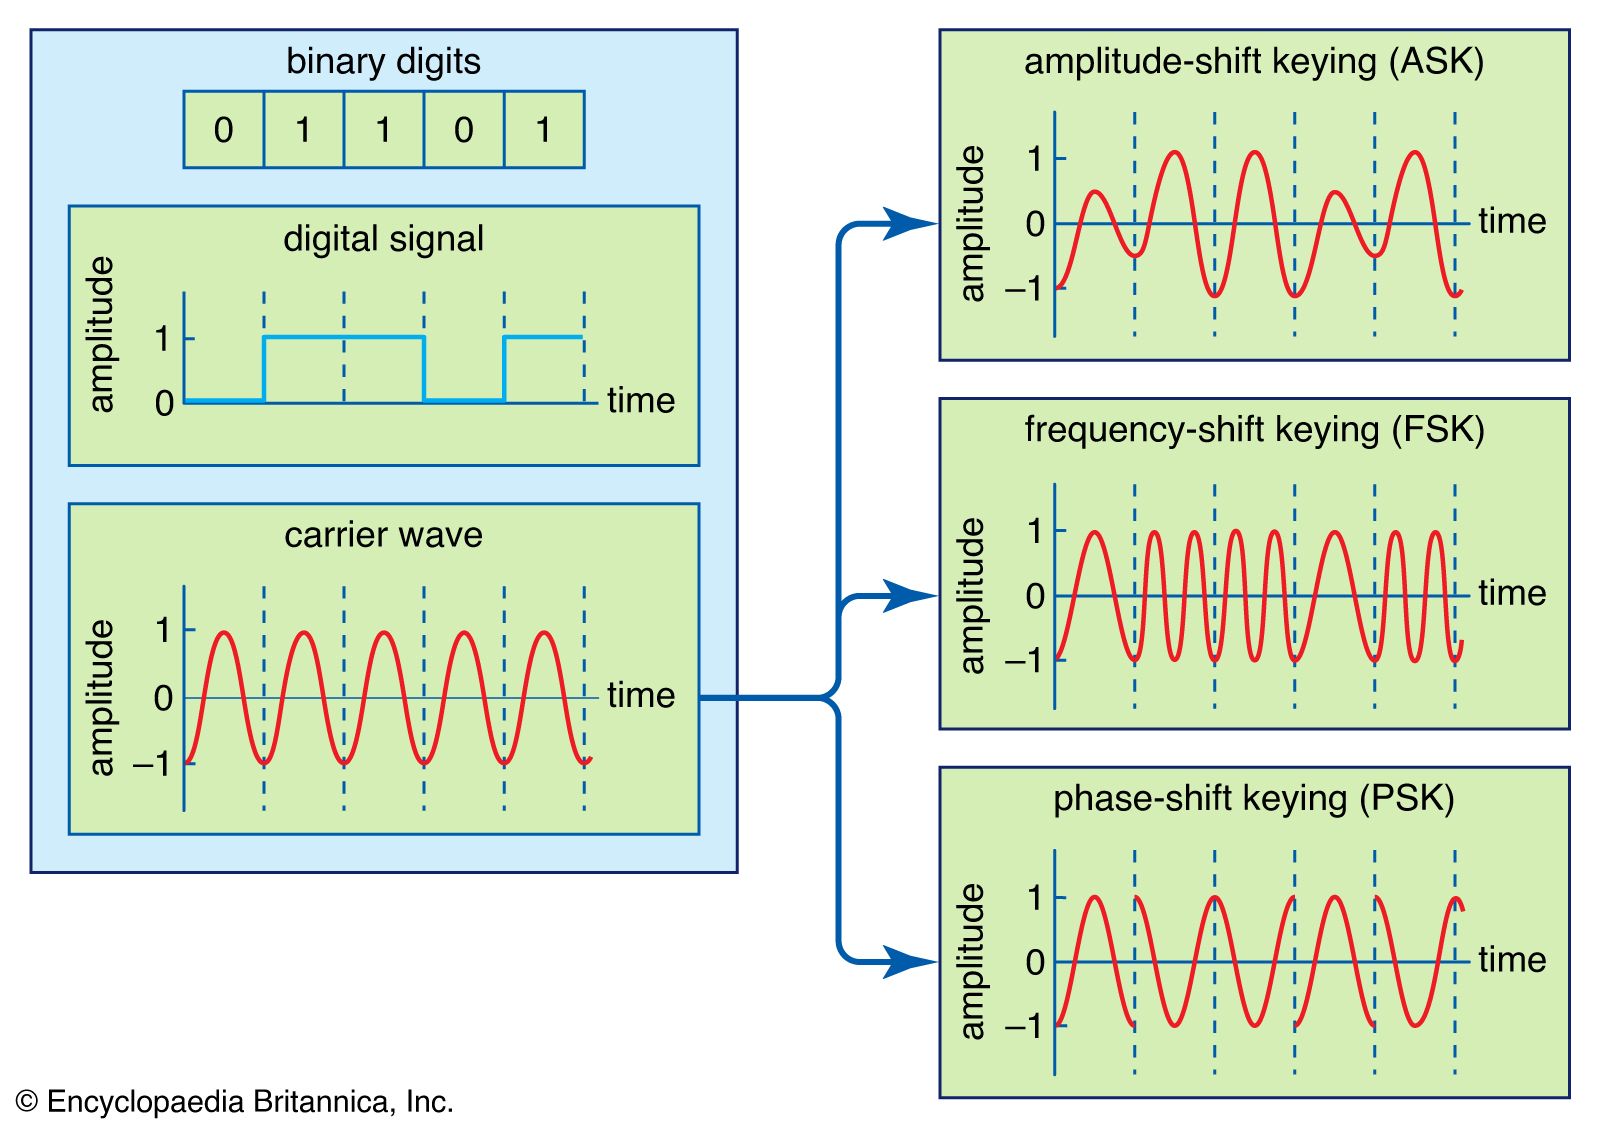 binary digits
0 1 1 0 1
digital signal
amplitude
1
0
time
carrier wave
amplitude
1
0
–1
time
amplitude-shift keying (ASK)
amplitude
1
0
–1
time
frequency-shift keying (FSK)
amplitude
1
0
–1
time
phase-shift keying (PSK)
amplitude
1
0
–1
time
© Encyclopaedia Britannica, Inc.